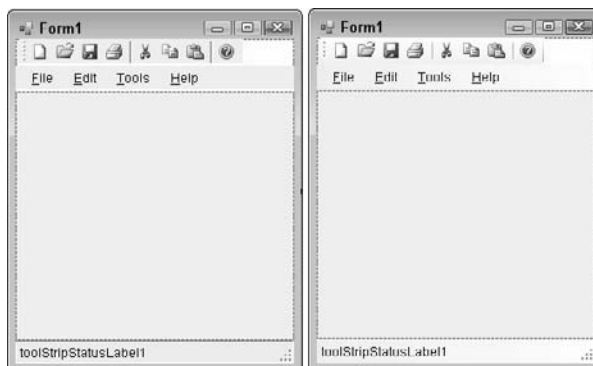 Form1
File Edit Tools Help
toolStripStatusLabel1
Form1
File Edit Tools Help
toolStripStatusLabel1